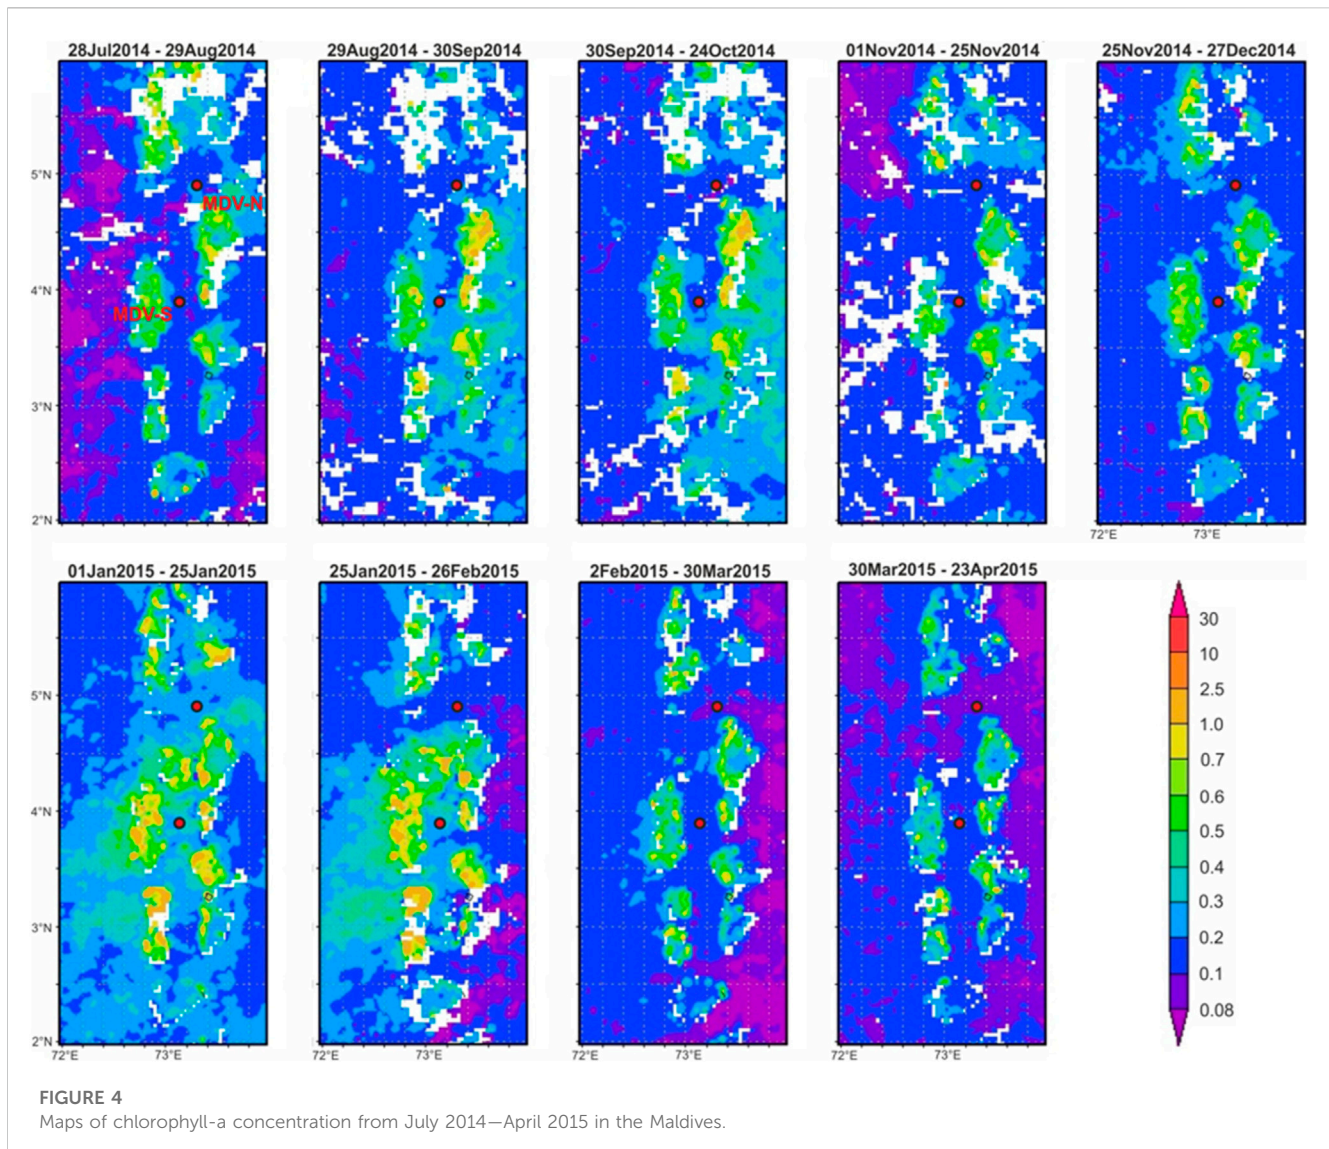 28Jul2014 - 29Aug2014
29Aug2014 - 30Sep2014
30Sep2014 - 24Oct2014
01Nov2014 - 25Nov2014
25Nov2014 - 27Dec2014
5°N
4°N
3°N
2°N
MDV-N
MDV-S
72°E
73°E
01Jan2015 - 25Jan2015
25Jan2015 - 26Feb2015
2Feb2015 - 30Mar2015
30Mar2015 - 23Apr2015
5°N
4°N
3°N
2°N
72°E
73°E
72°E
73°E
72°E
73°E
72°E
73°E
30
10
2.5
1.0
0.7
0.6
0.5
0.4
0.3
0.2
0.1
0.08
FIGURE 4
Maps of chlorophyll-a concentration from July 2014—April 2015 in the Maldives.